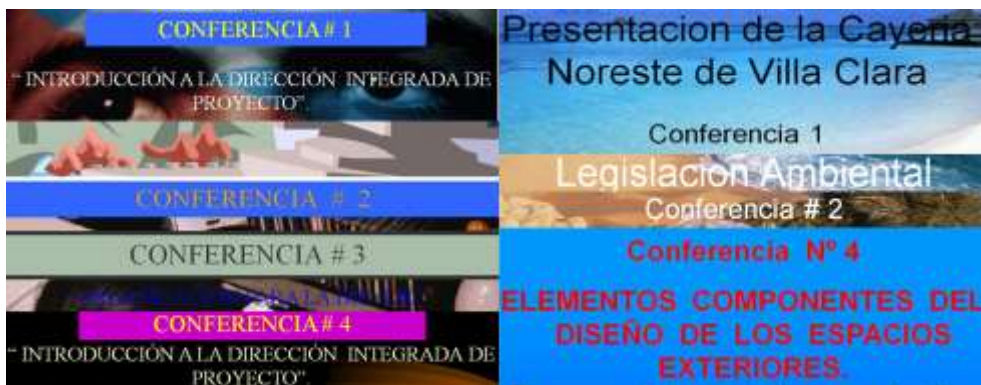 CONFERENCIA # 1
“ INTRODUCCIÓN A LA DIRECCIÓN INTEGRADA DE
PROYECTO”.
CONFERENCIA # 2
CONFERENCIA # 3
CONFERENCIA # 4
“ INTRODUCCIÓN A LA DIRECCIÓN INTEGRADA DE
PROYECTO”.
Presentacion de la Cayeria
Noreste de Villa Clara
Conferencia 1
Legislacion Ambiental
Conferencia # 2
Conferencia Nº 4
ELEMENTOS COMPONENTES DEL
DISEÑO DE LOS ESPACIOS
EXTERIORES.